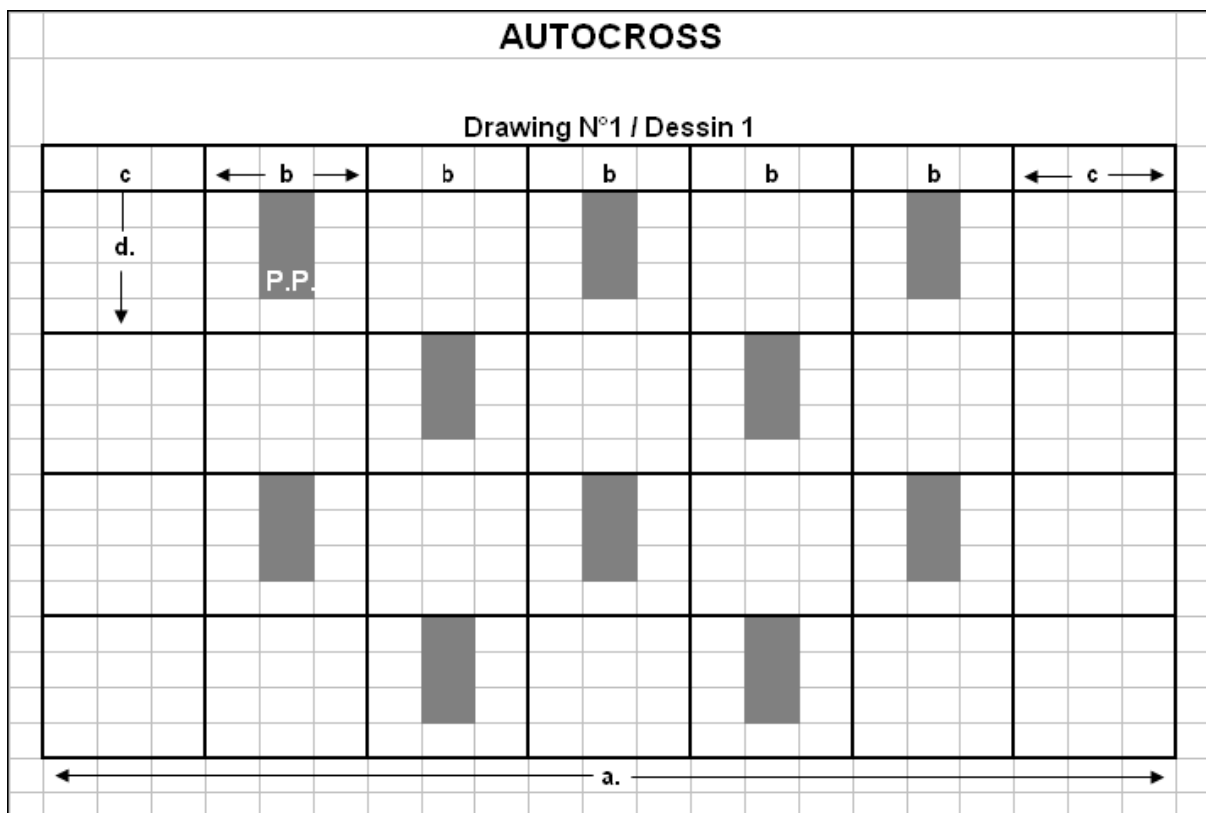 AUTOCROSS
Drawing N°1 / Dessin 1
c b b b b b c
d.
P.P.
a.